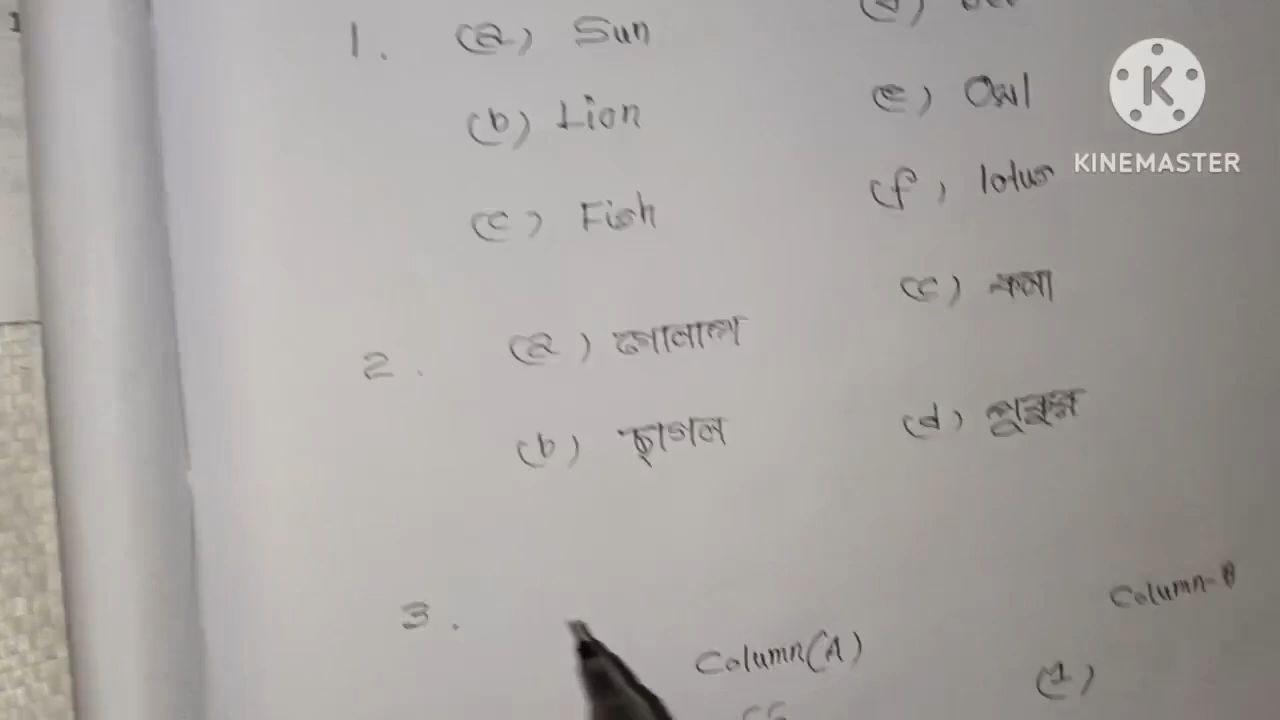 1. (a) Sun
(b) Lion (e) Owl
(c) Fish (f) lotus
2. (a) গোলাপ (c) কলা
(b) ছাগল (d) পুকুর
3.
Column(A) Column-B
(1)
KINEMASTER